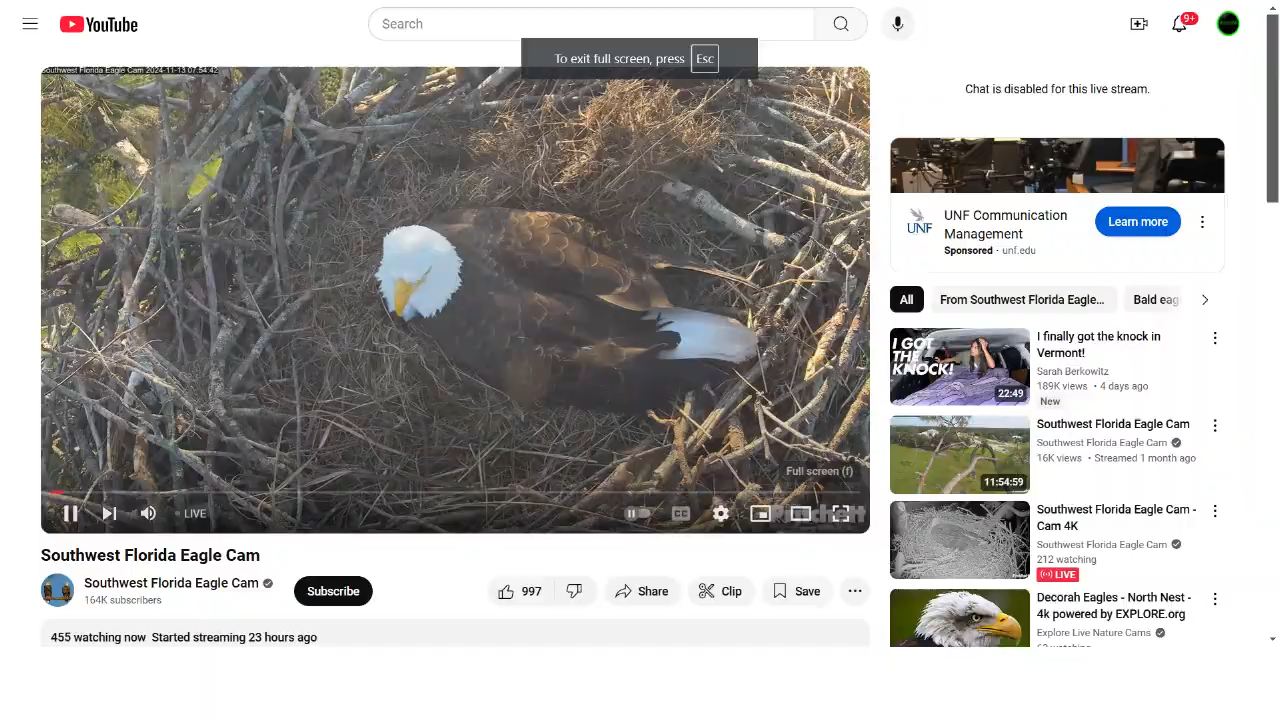 YouTube
Search
9+
To exit full screen, press Esc
Southwest Florida Eagle Cam 2024-11-13 07:54:42
Chat is disabled for this live stream.
UNF
UNF Communication
Management
Sponsored · unf.edu
Learn more
All
From Southwest Florida Eagle...
Bald eag
I GOT
THE
KNOCK!
22:49
I finally got the knock in
Vermont!
Sarah Berkowitz
189K views • 4 days ago
New
11:54:59
Southwest Florida Eagle Cam
Southwest Florida Eagle Cam
16K views • Streamed 1 month ago
Southwest Florida Eagle Cam -
Cam 4K
Southwest Florida Eagle Cam
212 watching
LIVE
Decorah Eagles - North Nest -
4k powered by EXPLORE.org
Explore Live Nature Cams
Full screen (f)
LIVE
CC
Southwest Florida Eagle Cam
Southwest Florida Eagle Cam
164K subscribers
Subscribe
997
Share
Clip
Save
455 watching now Started streaming 23 hours ago